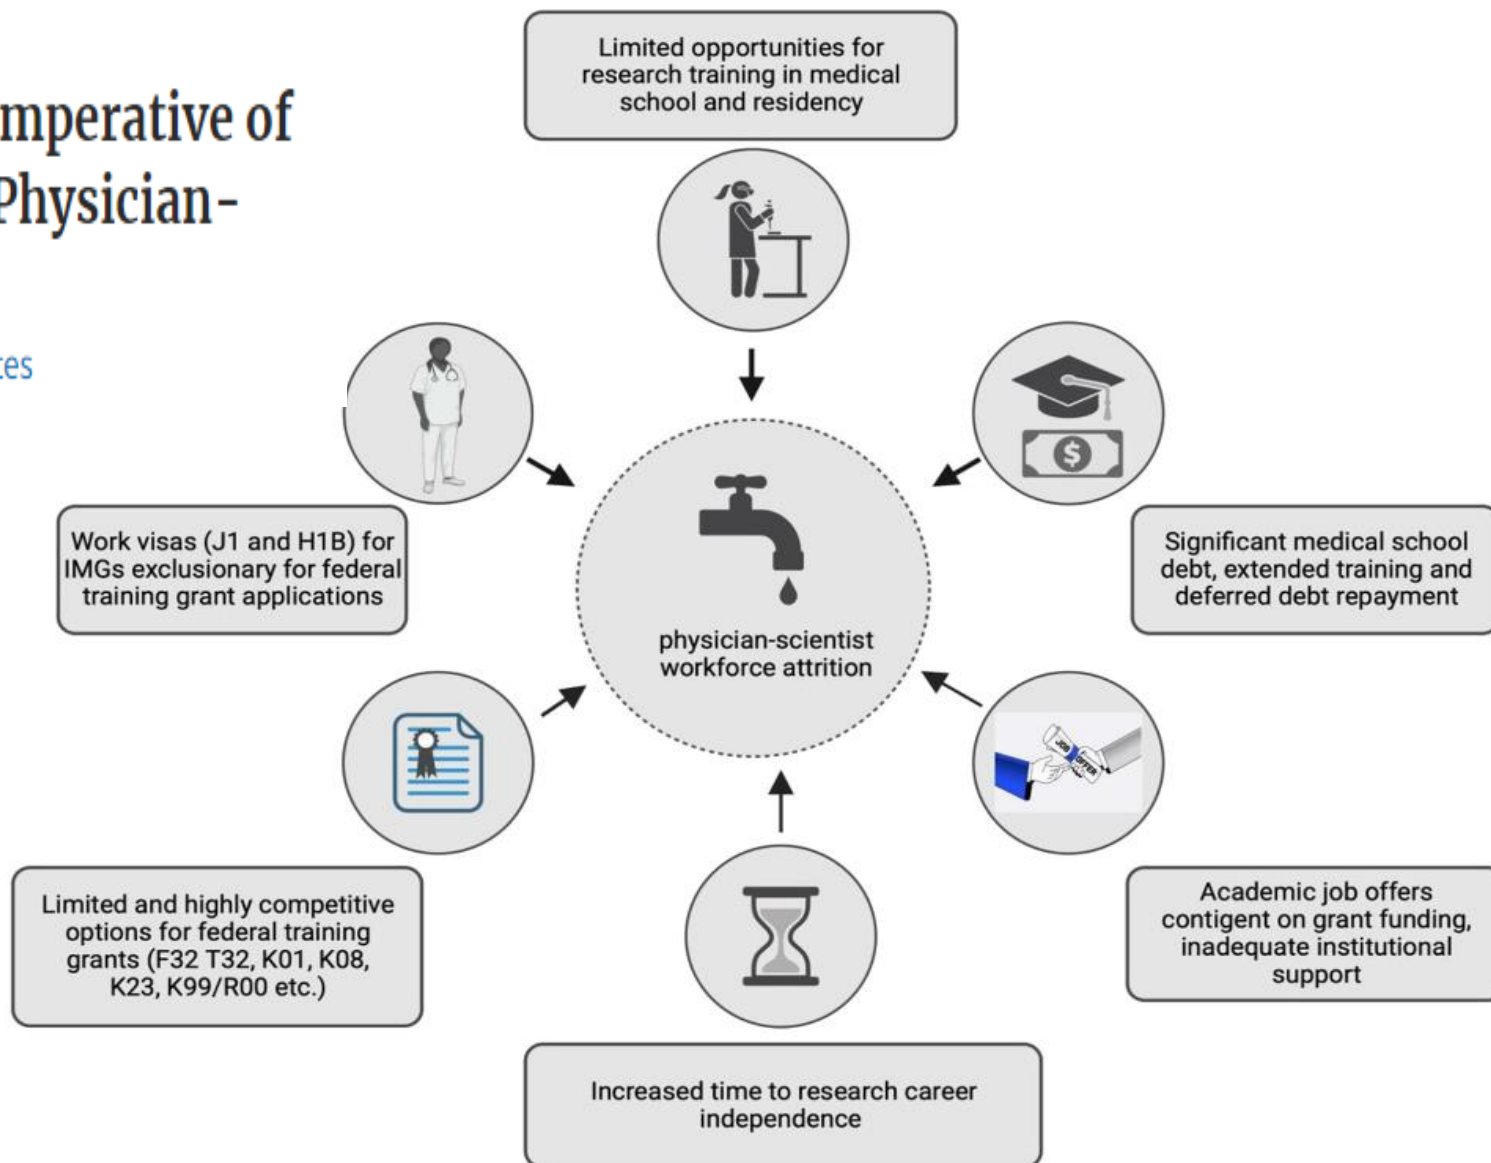 mperative of
Physician-
tes
Limited opportunities for
research training in medical
school and residency
Work visas (J1 and H1B) for
IMGs exclusionary for federal
training grant applications
Significant medical school
debt, extended training and
deferred debt repayment
physician-scientist
workforce attrition
JOB
OFFER
Limited and highly competitive
options for federal training
grants (F32 T32, K01, K08,
K23, K99/R00 etc.)
Academic job offers
contigent on grant funding,
inadequate institutional
support
Increased time to research career
independence
$